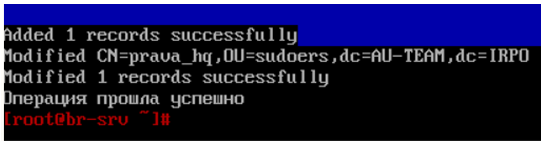 Added 1 records successfully
Modified CN=prava_hq,OU=sudoers,dc=AU-TEAM,dc=IRPO
Modified 1 records successfully
Операция прошла успешно
[root@br-srv ~]#